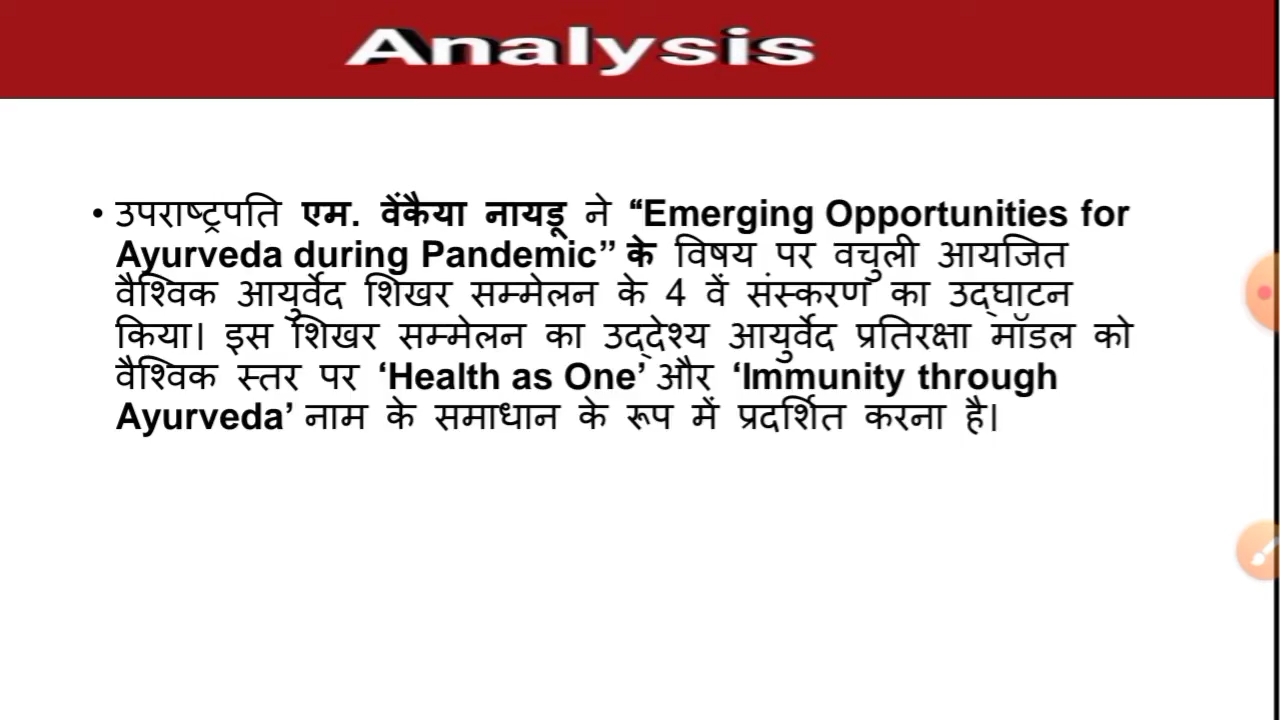 Analysis
• उपराष्ट्रपति एम. वेंकैया नायडू ने “Emerging Opportunities for
Ayurveda during Pandemic” के विषय पर वचुली आयजित
वैश्विक आयुर्वेद शिखर सम्मेलन के 4 वें संस्करण का उद्घाटन
किया। इस शिखर सम्मेलन का उद्देश्य आयुर्वेद प्रतिरक्षा मॉडल को
वैश्विक स्तर पर ‘Health as One’ और ‘Immunity through
Ayurveda’ नाम के समाधान के रूप में प्रदर्शित करना है।